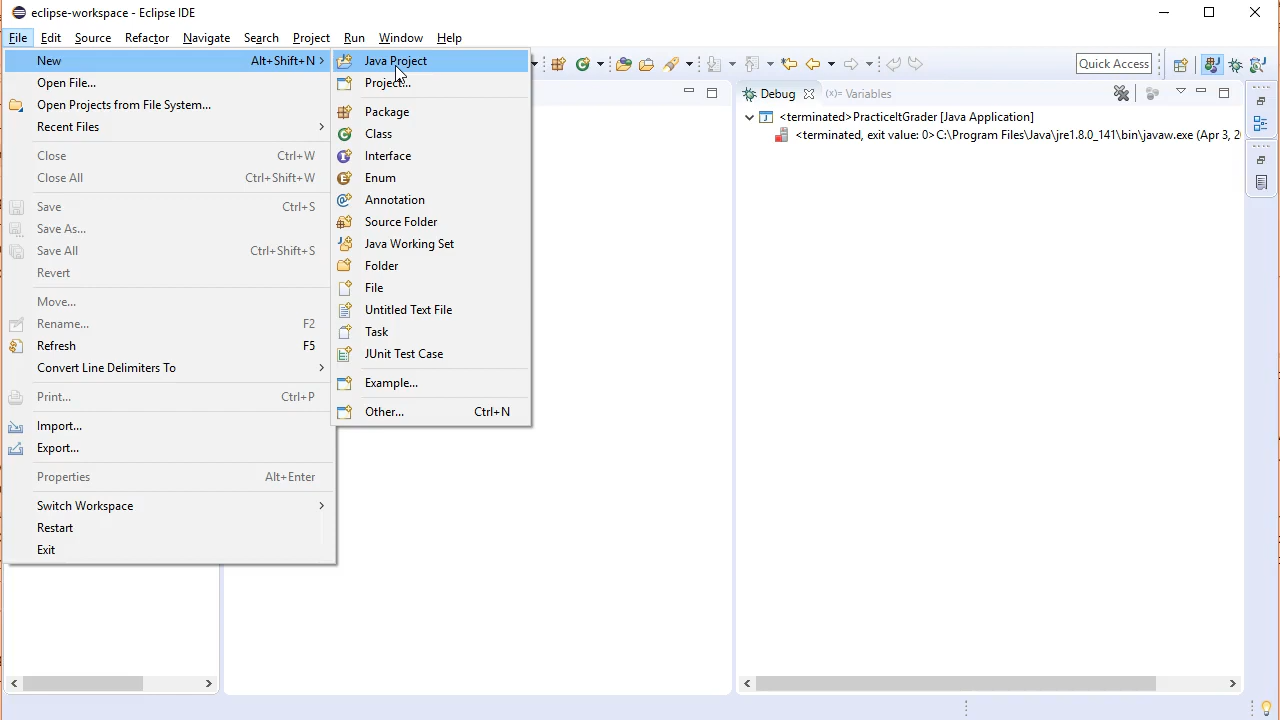 eclipse-workspace - Eclipse IDE
File Edit Source Refactor Navigate Search Project Run Window Help
Quick Access
New Alt+Shift+N
Open File...
Open Projects from File System...
Recent Files
Close Ctrl+W
Close All Ctrl+Shift+W
Save Ctrl+S
Save As...
Save All Ctrl+Shift+S
Revert
Move...
Rename... F2
Refresh F5
Convert Line Delimiters To
Print... Ctrl+P
Import...
Export...
Properties Alt+Enter
Switch Workspace
Restart
Exit
Java Project
Project...
Package
Class
Interface
Enum
Annotation
Source Folder
Java Working Set
Folder
File
Untitled Text File
Task
JUnit Test Case
Example...
Other... Ctrl+N
Debug (x)= Variables
<terminated>PracticeItGrader [Java Application]
<terminated, exit value: 0>C:\Program Files\Java\jre1.8.0_141\bin\javaw.exe (Apr 3, 2